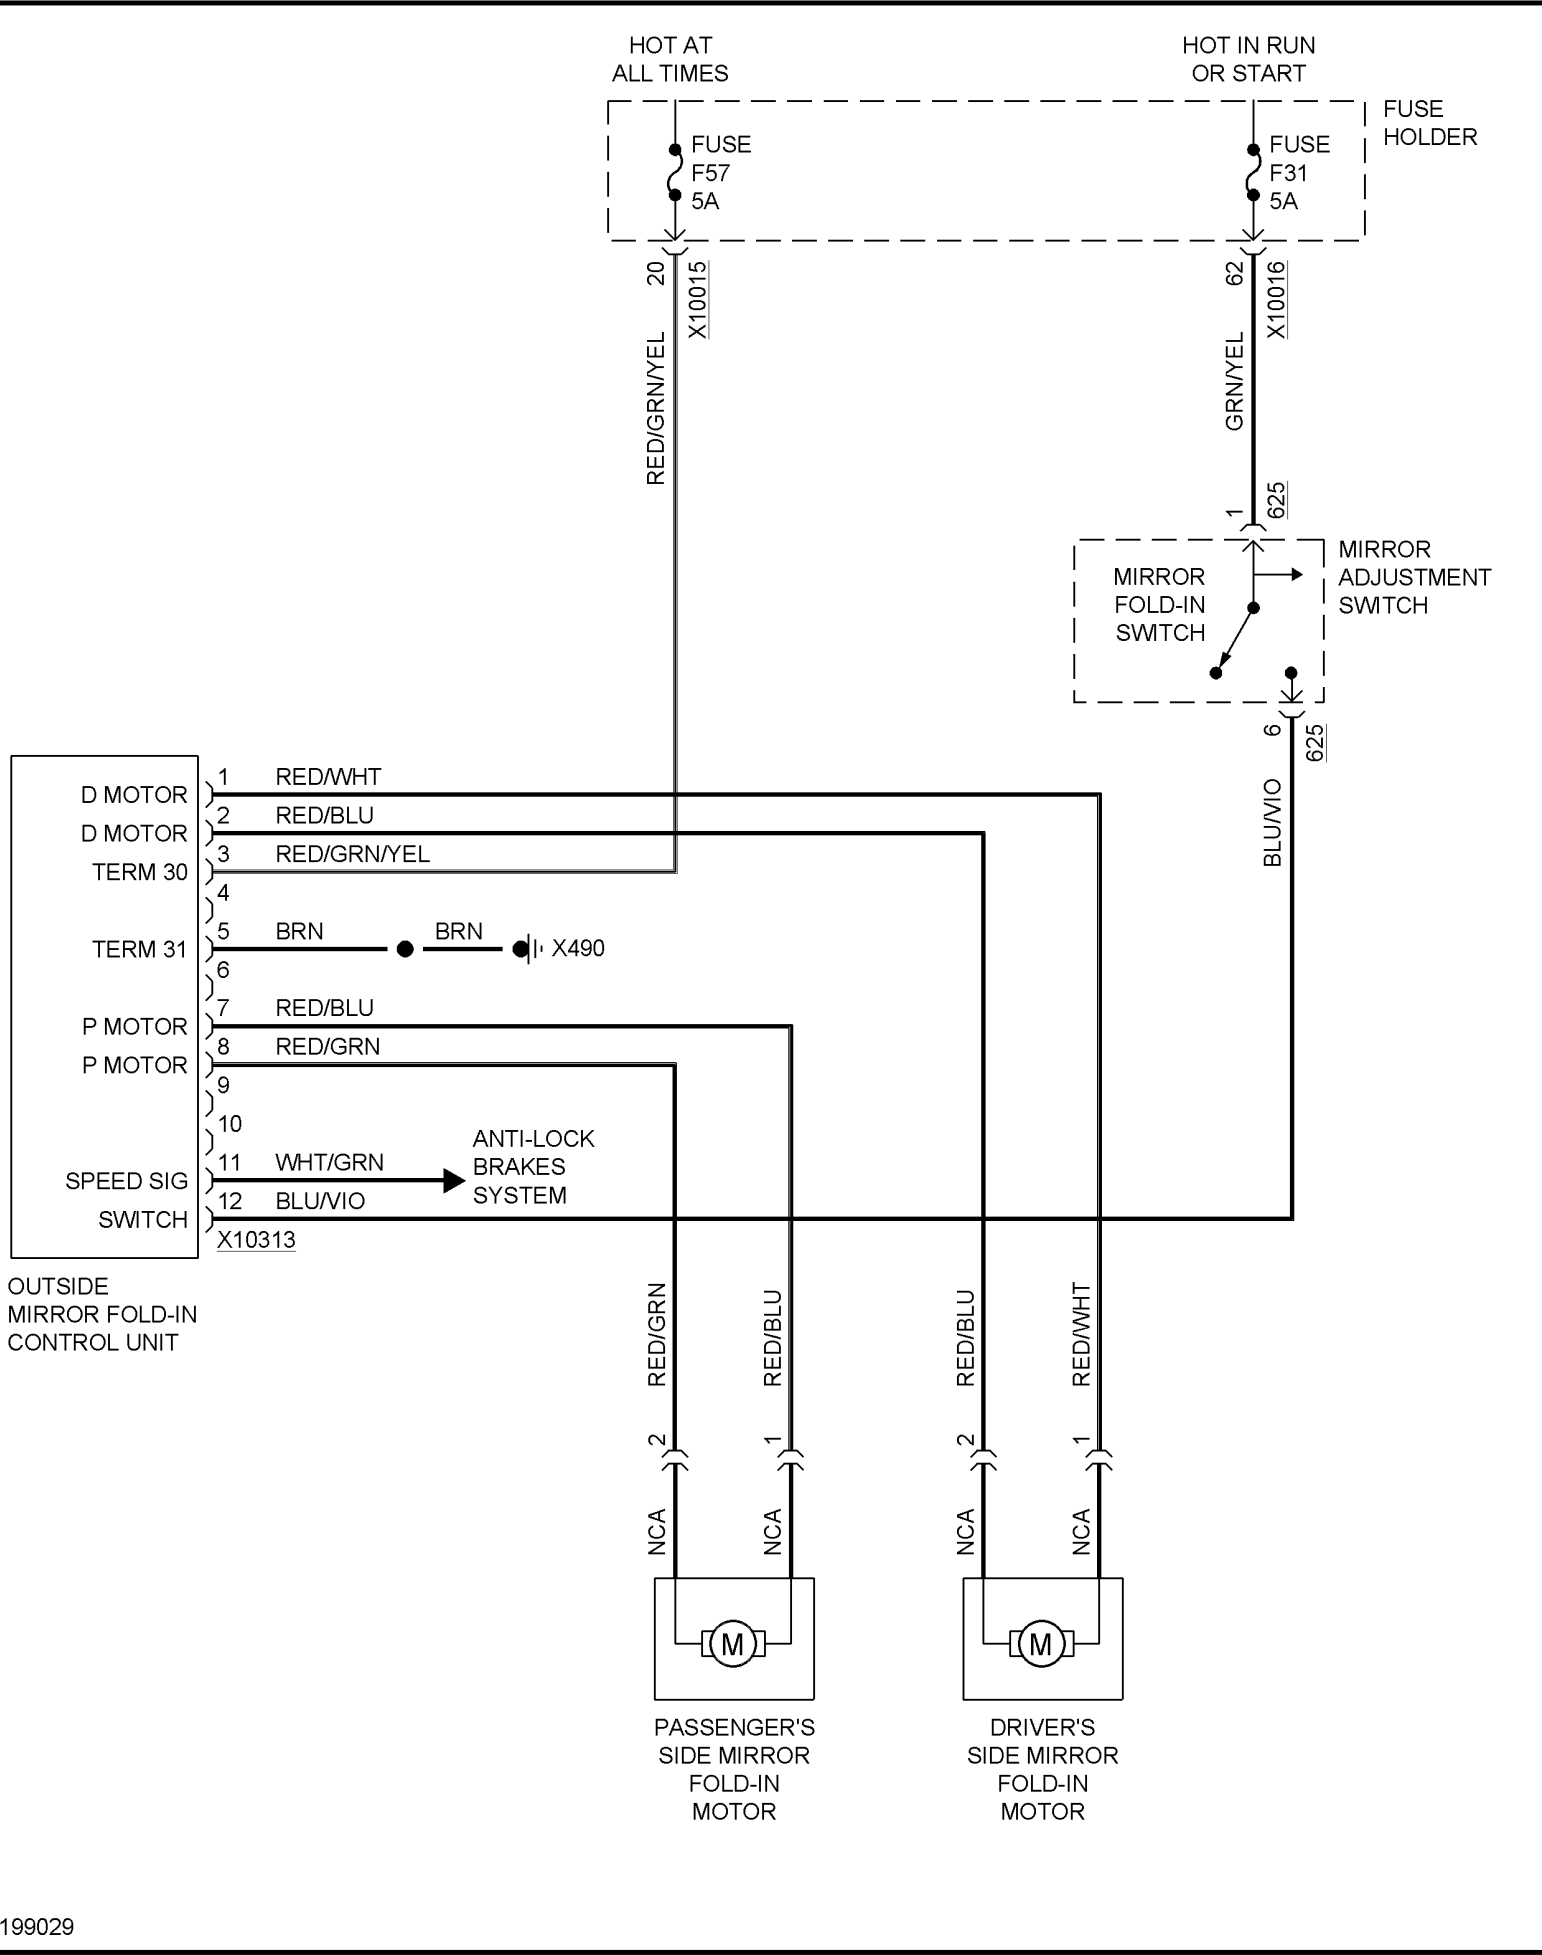 HOT AT
ALL TIMES
HOT IN RUN
OR START
FUSE
HOLDER
FUSE
F57
5A
FUSE
F31
5A
20
X10015
62
X10016
RED/GRN/YEL
GRN/YEL
1
625
MIRROR
FOLD-IN
SWITCH
MIRROR
ADJUSTMENT
SWITCH
6
625
BLU/VIO
D MOTOR
1
RED/WHT
D MOTOR
2
RED/BLU
TERM 30
3
RED/GRN/YEL
4
TERM 31
5
BRN
BRN
X490
6
P MOTOR
7
RED/BLU
P MOTOR
8
RED/GRN
9
10
SPEED SIG
11
WHT/GRN
ANTI-LOCK
BRAKES
SYSTEM
SWITCH
12
BLU/VIO
X10313
OUTSIDE
MIRROR FOLD-IN
CONTROL UNIT
RED/GRN
RED/BLU
RED/BLU
RED/WHT
2
1
2
1
NCA
NCA
NCA
NCA
M
M
PASSENGER'S
SIDE MIRROR
FOLD-IN
MOTOR
DRIVER'S
SIDE MIRROR
FOLD-IN
MOTOR
199029